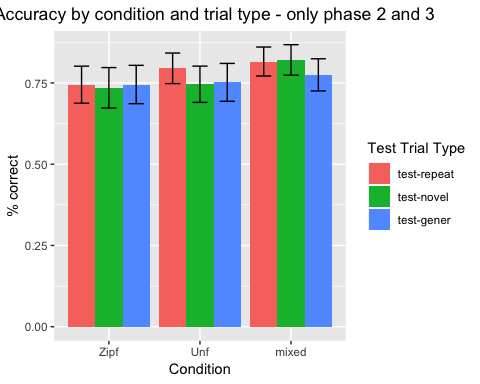 Accuracy by condition and trial type - only phase 2 and 3
% correct
0.75
0.50
0.25
0.00
Zipf Unf mixed
Condition
Test Trial Type
test-repeat
test-novel
test-gener